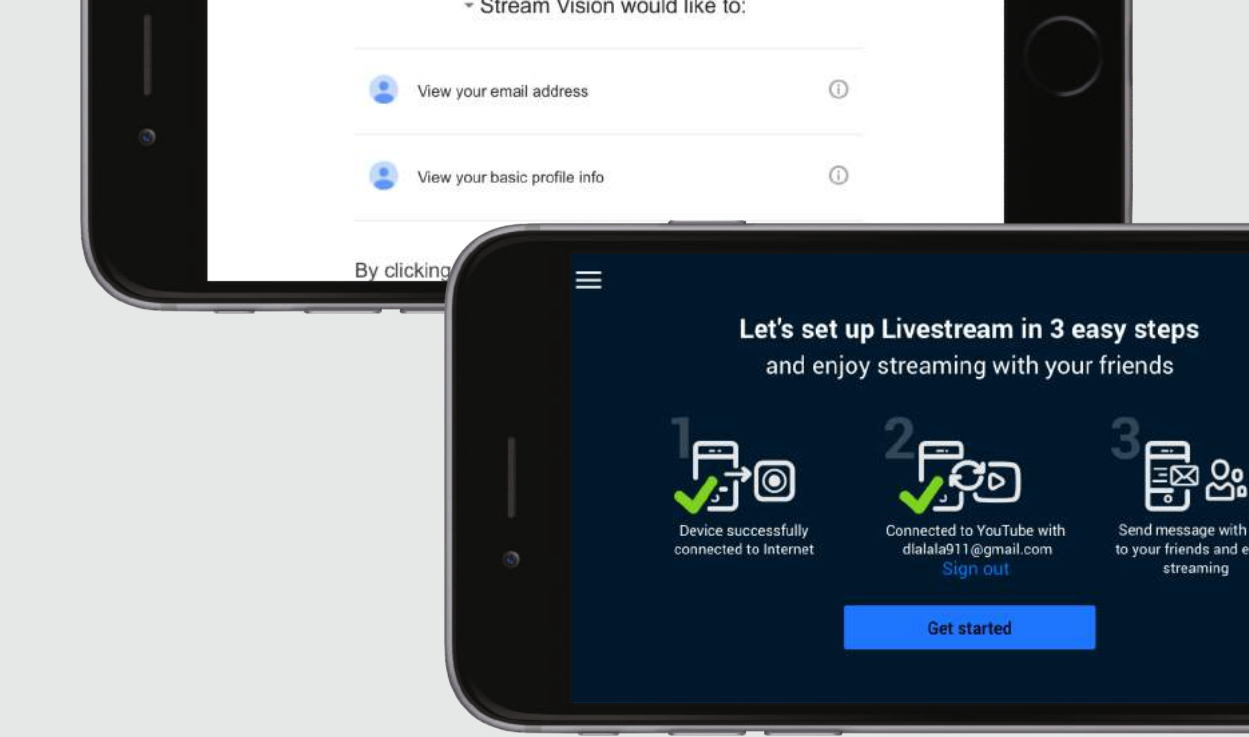 Stream Vision would like to:
View your email address
View your basic profile info
By clicking
Let's set up Livestream in 3 easy steps
and enjoy streaming with your friends
1
2
3
Device successfully
connected to Internet
Connected to YouTube with
dlalala911@gmail.com
Sign out
Send message with
to your friends and e
streaming
Get started